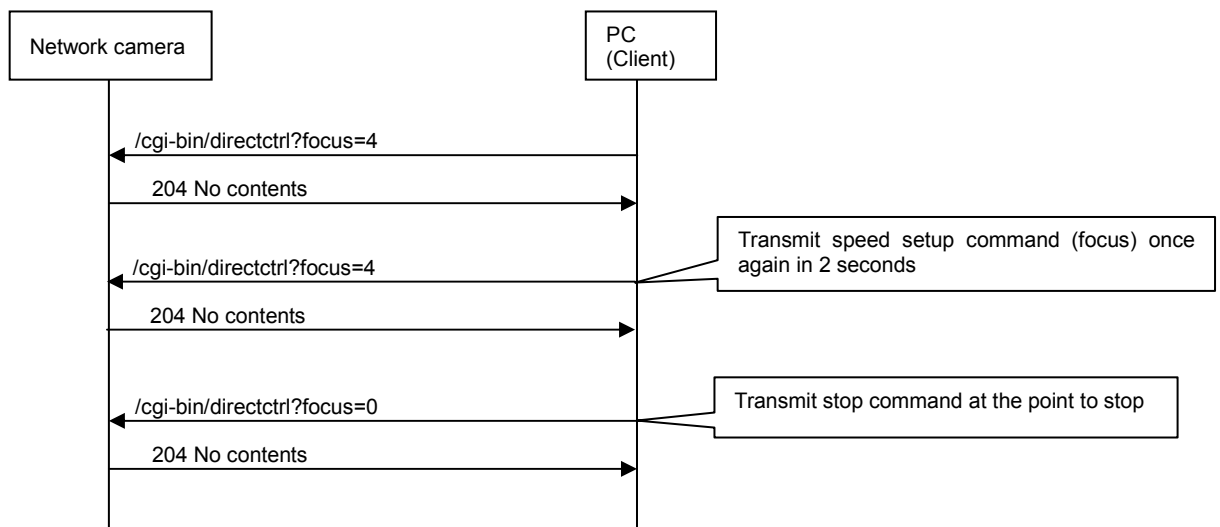 Network camera
PC
(Client)
/cgi-bin/directctrl?focus=4
204 No contents
Transmit speed setup command (focus) once
again in 2 seconds
/cgi-bin/directctrl?focus=4
204 No contents
Transmit stop command at the point to stop
/cgi-bin/directctrl?focus=0
204 No contents